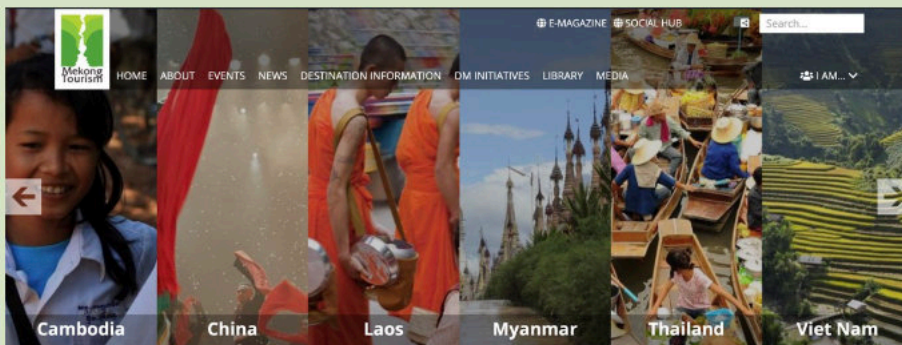 E-MAGAZINE SOCIAL HUB Search...
Mekong
Tourism
HOME ABOUT EVENTS NEWS DESTINATION INFORMATION DM INITIATIVES LIBRARY MEDIA I AM...
Cambodia China Laos Myanmar Thailand Viet Nam